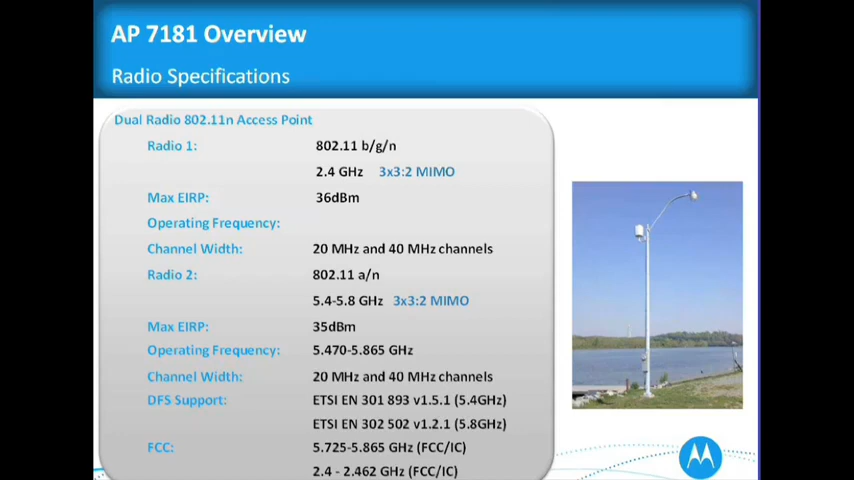 AP 7181 Overview
Radio Specifications
Dual Radio 802.11n Access Point
Radio 1: 802.11 b/g/n
2.4 GHz 3x3:2 MIMO
Max EIRP: 36dBm
Operating Frequency:
Channel Width: 20 MHz and 40 MHz channels
Radio 2: 802.11 a/n
5.4-5.8 GHz 3x3:2 MIMO
Max EIRP: 35dBm
Operating Frequency: 5.470-5.865 GHz
Channel Width: 20 MHz and 40 MHz channels
DFS Support: ETSI EN 301 893 v1.5.1 (5.4GHz)
ETSI EN 302 502 v1.2.1 (5.8GHz)
FCC: 5.725-5.865 GHz (FCC/IC)
2.4 - 2.462 GHz (FCC/IC)